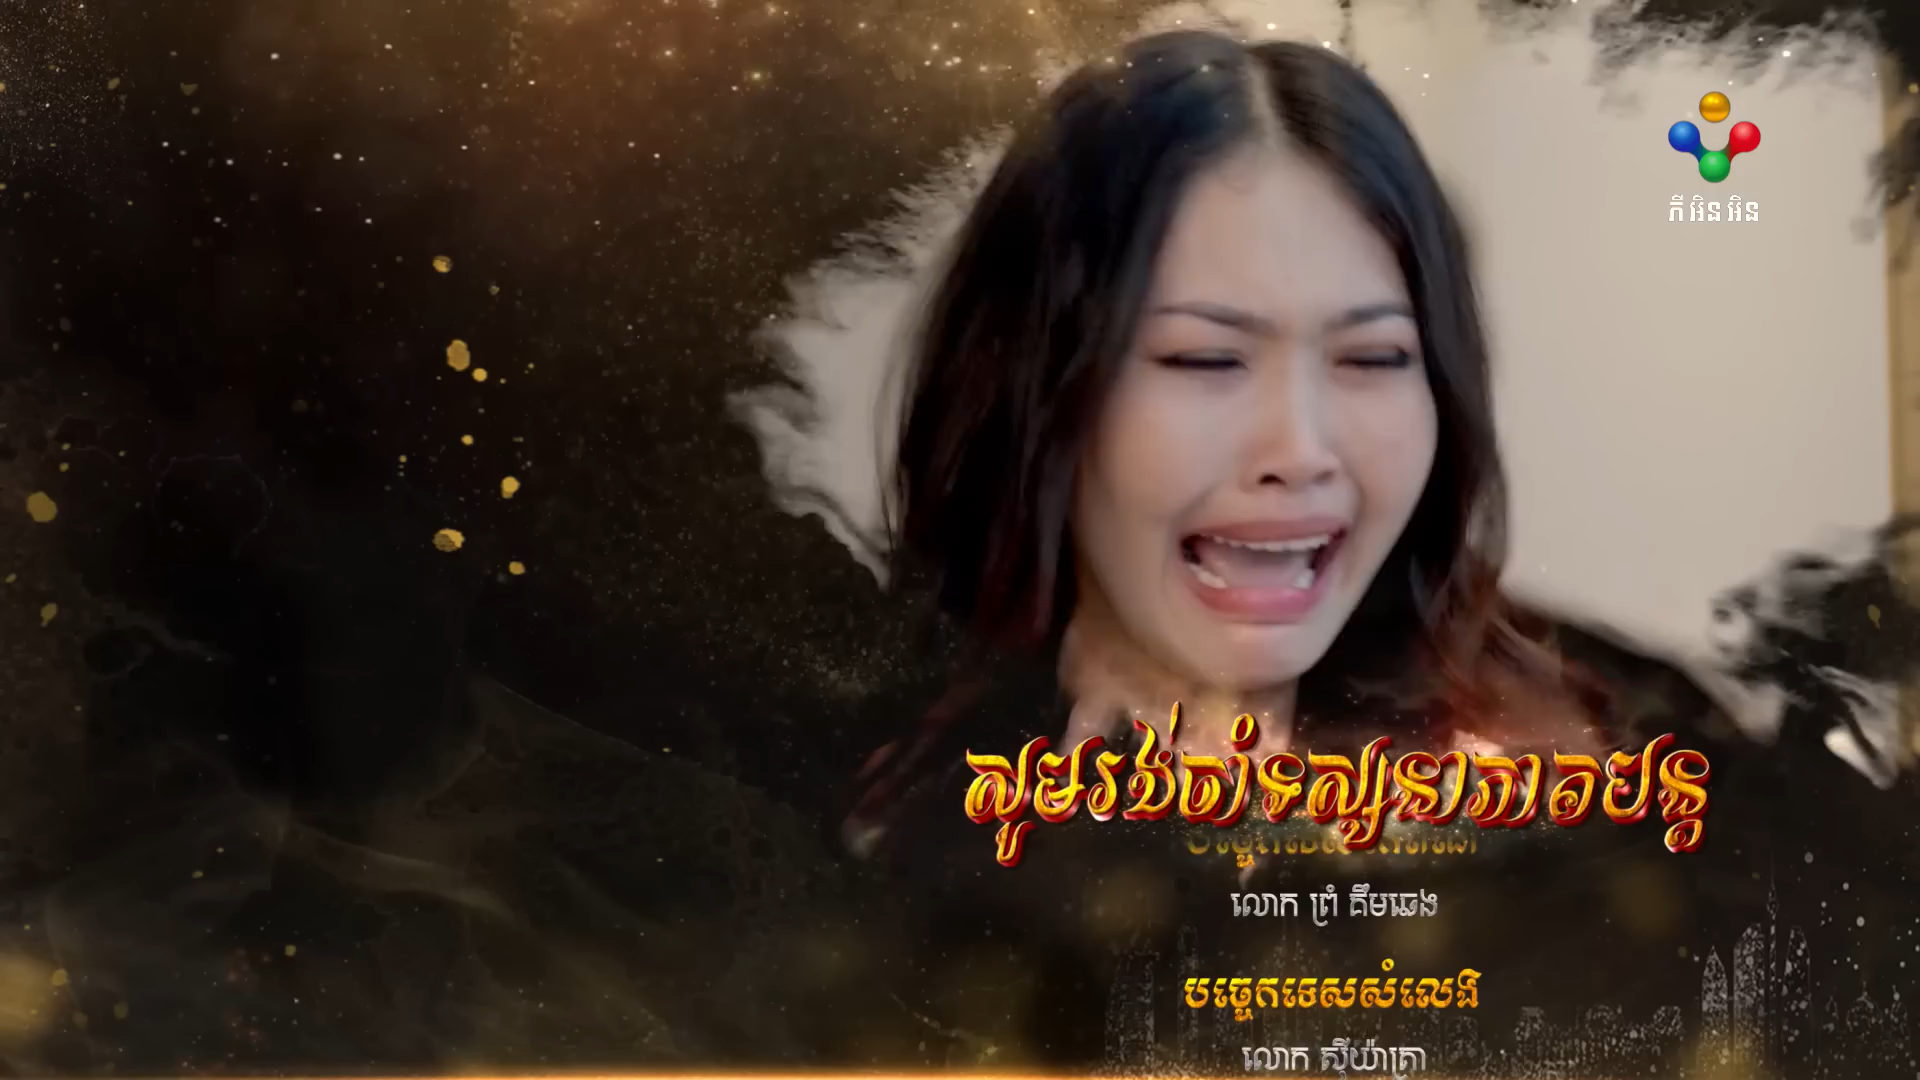 ភី អិន អិន
សូមរង់ចាំទស្សនាភាគបន្ត
លោក ព្រំ គឹមឆេង
បច្ចេកទេសសំលេង
លោក ស៊ីយ៉ាត្រា